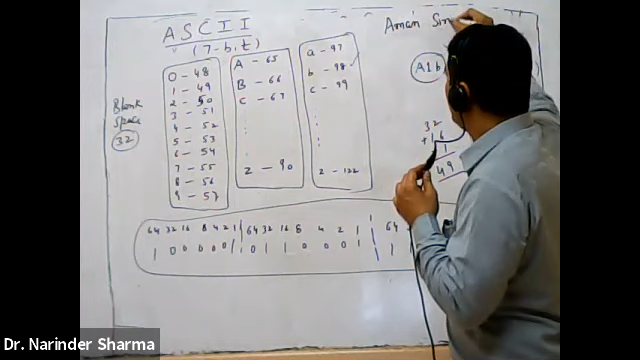 ASCII
(7-bit)
0 - 48
1 - 49
2 - 50
3 - 51
4 - 52
5 - 53
6 - 54
7 - 55
8 - 56
9 - 57
A - 65
B - 66
C - 67
Z - 90
a - 97
b - 98
c - 99
z - 122
Blank
Space
32
Aman Sin
A1b
32
+16
1
49
64 32 16 8 4 2 1 64 32 16 8 4 2 1 64
1 0 0 0 0 0 1 0 1 1 0 0 0 1 1
Dr. Narinder Sharma